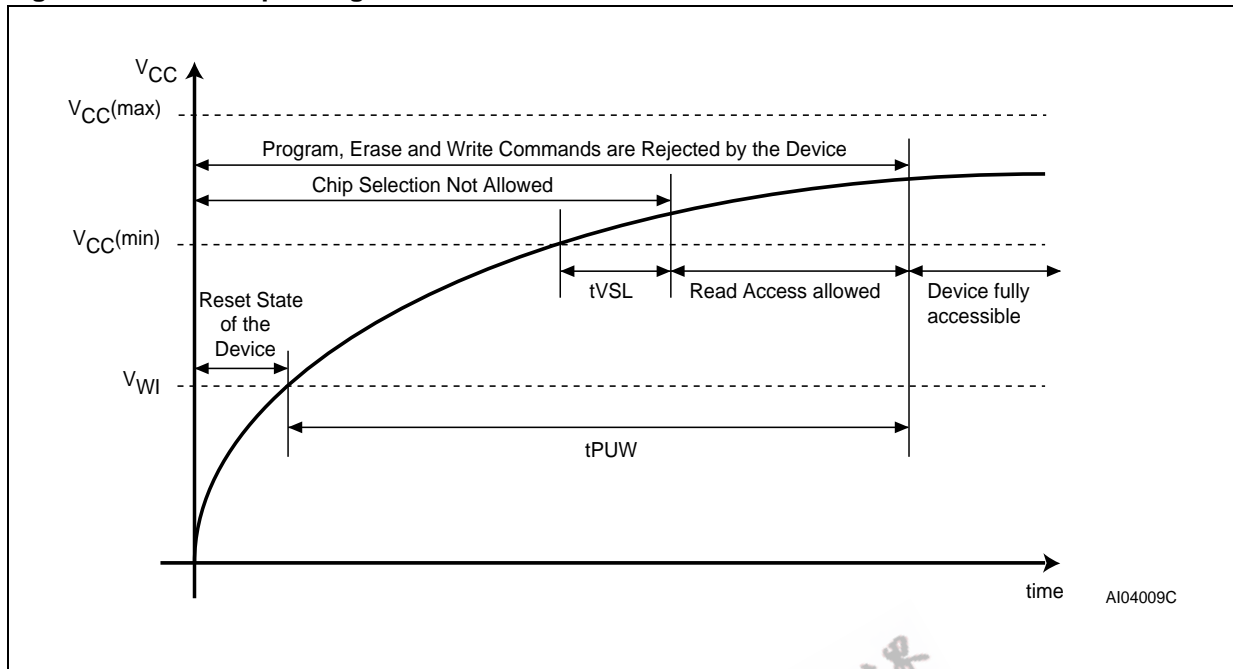 VCC
VCC(max)
Program, Erase and Write Commands are Rejected by the Device
Chip Selection Not Allowed
VCC(min)
tVSL
Read Access allowed
Device fully
accessible
Reset State
of the
Device
VWI
tPUW
time
AI04009C